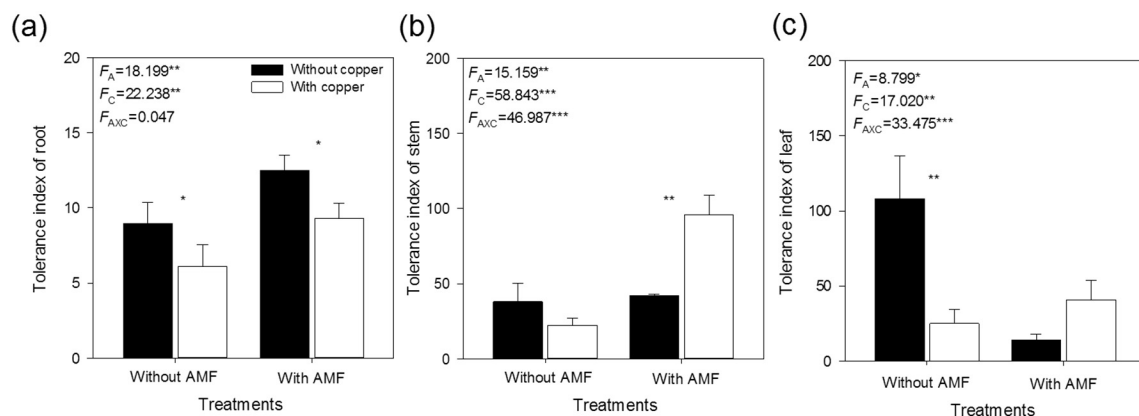 (a)
20
15
10
5
0
Tolerance index of root
F_A=18.199**
F_C=22.238**
F_AXC=0.047
Without copper
With copper
*
*
Without AMF With AMF
Treatments
(b)
200
150
100
50
0
Tolerance index of stem
F_A=15.159**
F_C=58.843***
F_AXC=46.987***
**
Without AMF With AMF
Treatments
(c)
200
150
100
50
0
Tolerance index of leaf
F_A=8.799*
F_C=17.020**
F_AXC=33.475***
**
Without AMF With AMF
Treatments